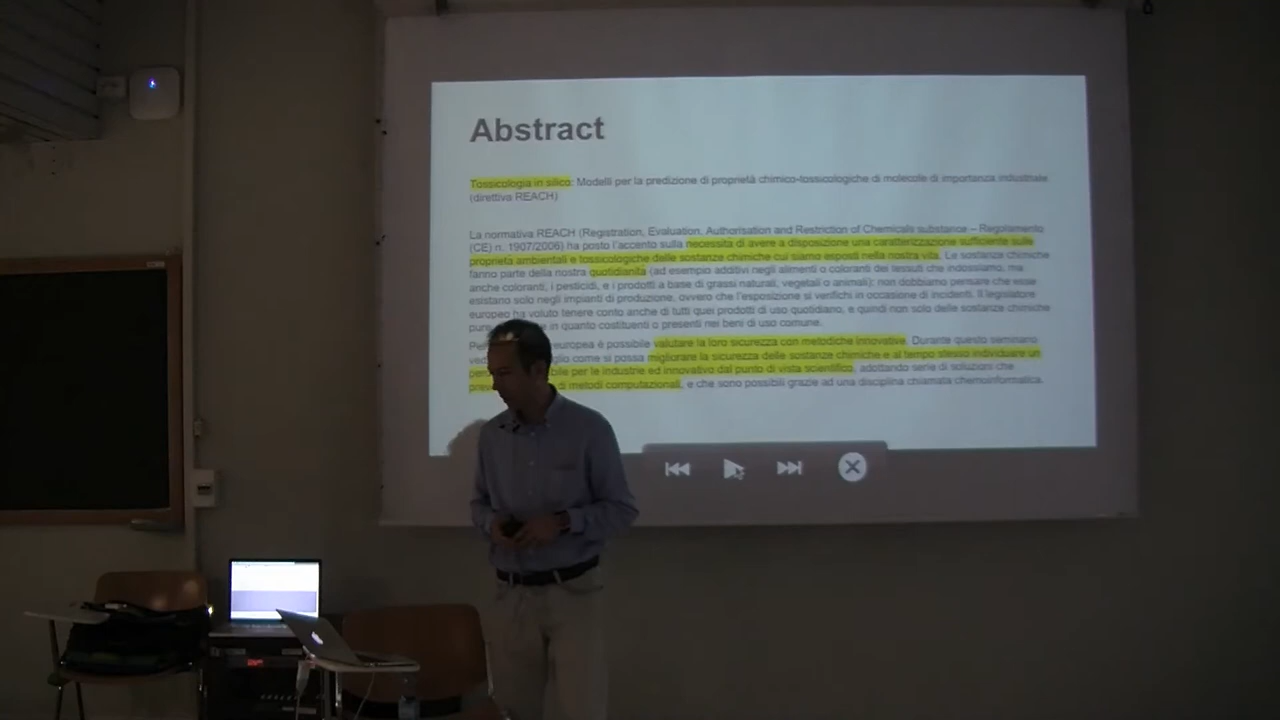 Abstract
Tossicologia in silico: Modelli per la predizione di proprietà chimico-tossicologiche di molecole di importanza industriale
(direttiva REACH)
La normativa REACH (Registration, Evaluation, Authorisation and Restriction of Chemicals substance – Regolamento
(CE) n. 1907/2006) ha posto l'accento sulla necessita di avere a disposizione una caratterizzazione sufficiente sulle
proprieta ambientali e tossicologiche delle sostanze chimiche cui siamo esposti nella nostra vita. Le sostanze chimiche
fanno parte della nostra quotidianita (ad esempio additivi negli alimenti o coloranti dei tessuti che indossiamo, ma
anche coloranti, i pesticidi, e i prodotti a base di grassi naturali, vegetali o animali): non dobbiamo pensare che esse
esistano solo negli impianti di produzione, ovvero che l'esposizione si verifichi in occasione di incidenti. Il legislatore
europeo ha voluto tenere conto anche di tutti quei prodotti di uso quotidiano, e quindi non solo delle sostanze chimiche
pure in quanto costituenti o presenti nei beni di uso comune.
europea è possibile valutare la loro sicurezza con metodiche innovative. Durante questo seminario
come si possa migliorare la sicurezza delle sostanze chimiche e al tempo stesso individuare un
per le industrie ed innovativo dal punto di vista scientifico, adottando serie di soluzioni che
di metodi computazionali, e che sono possibili grazie ad una disciplina chiamata chemoinformatica.